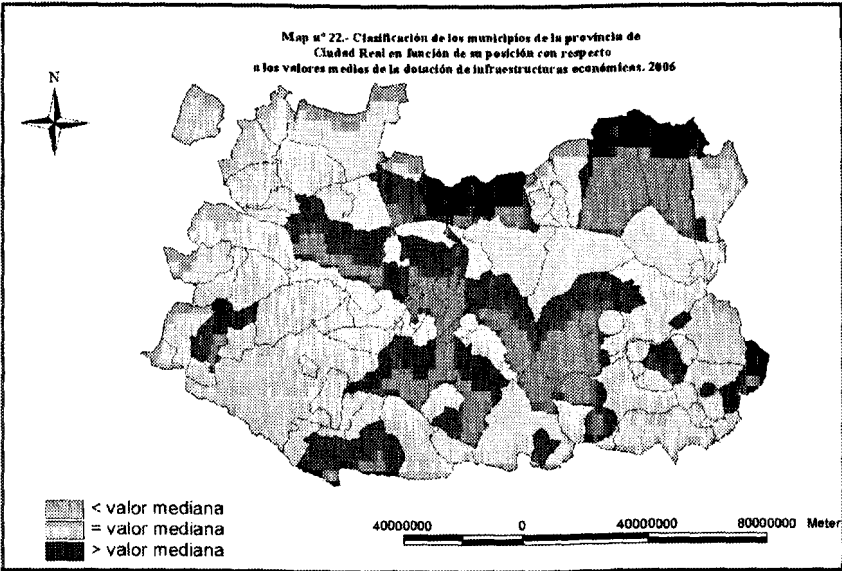 Map nº 22.- Clasificación de los municipios de la provincia de
Ciudad Real en función de su posición con respecto
a los valores medios de la dotación de infraestructuras económicas. 2006
N
< valor mediana
= valor mediana
> valor mediana
40000000 0 40000000 80000000 Meter